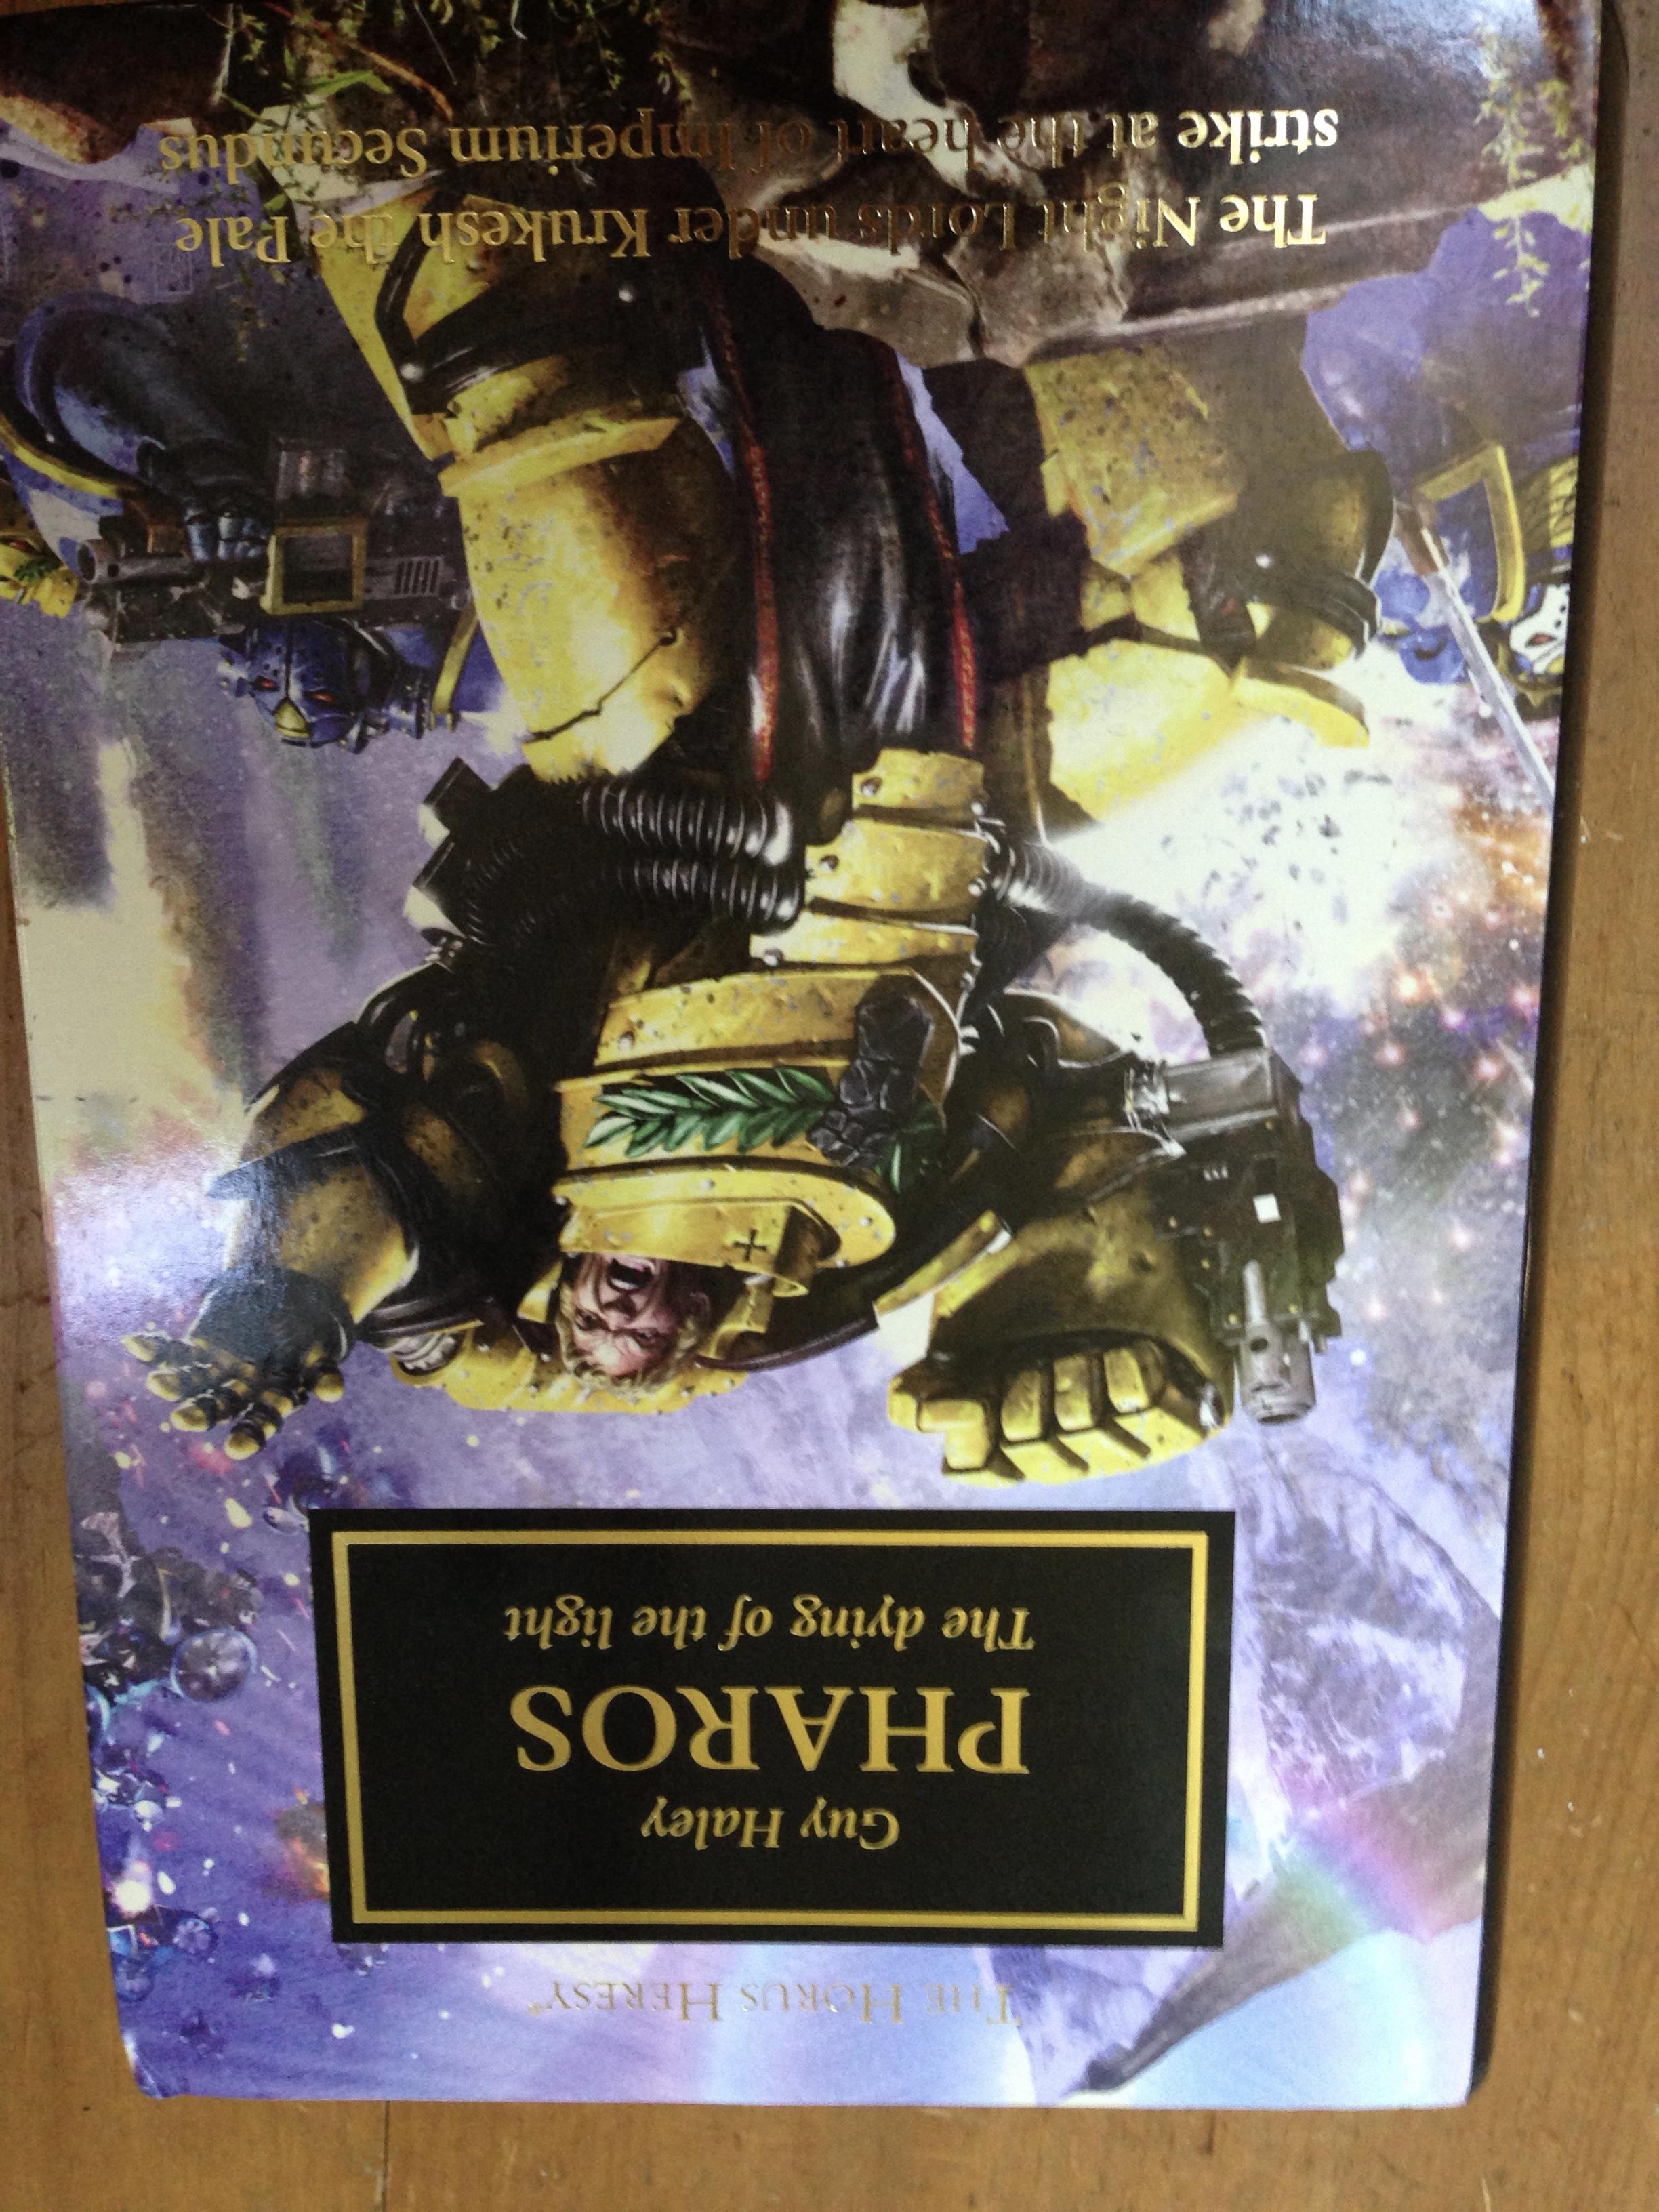 THE HORUS HERESY®
Guy Haley
PHAROS
The dying of the light
The Night Lords under Krukesh the Pale
strike at the heart of Imperium Secundus